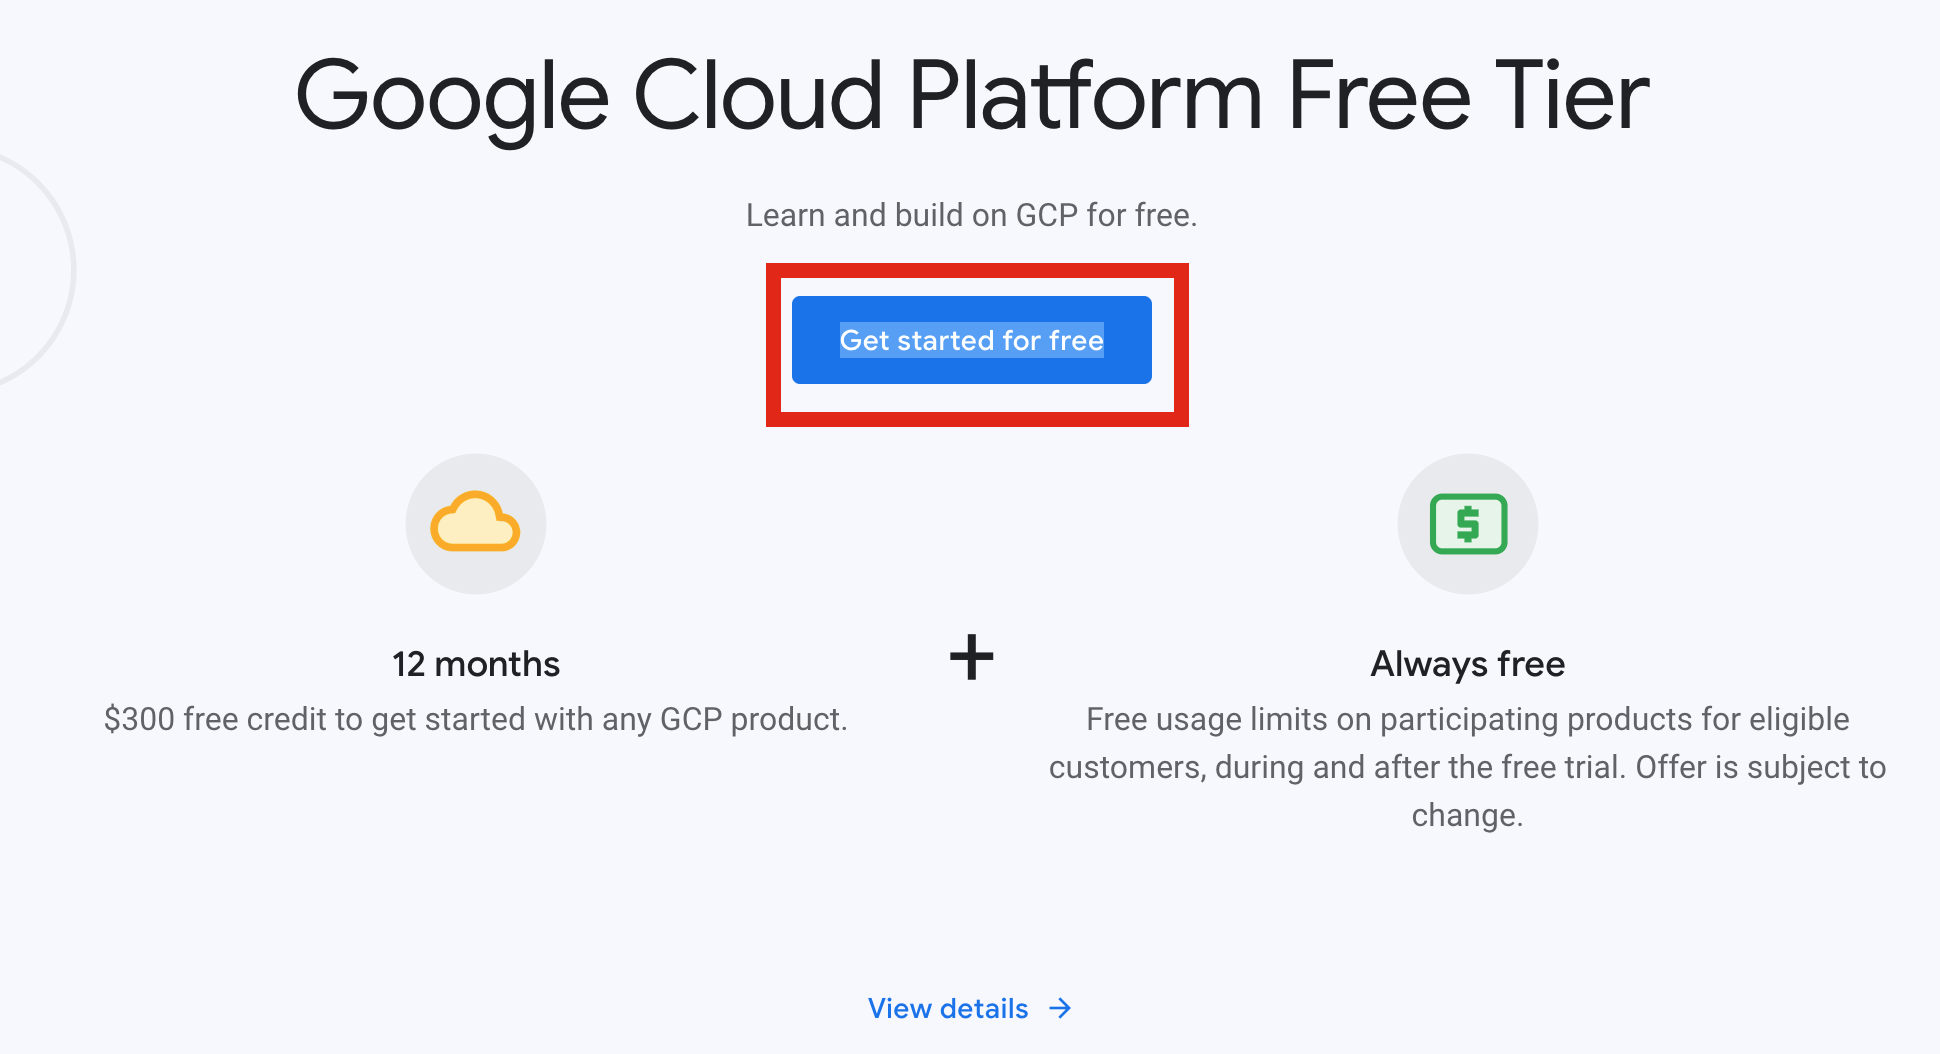 Google Cloud Platform Free Tier
Learn and build on GCP for free.
Get started for free
12 months
$300 free credit to get started with any GCP product.
+
$
Always free
Free usage limits on participating products for eligible
customers, during and after the free trial. Offer is subject to
change.
View details →